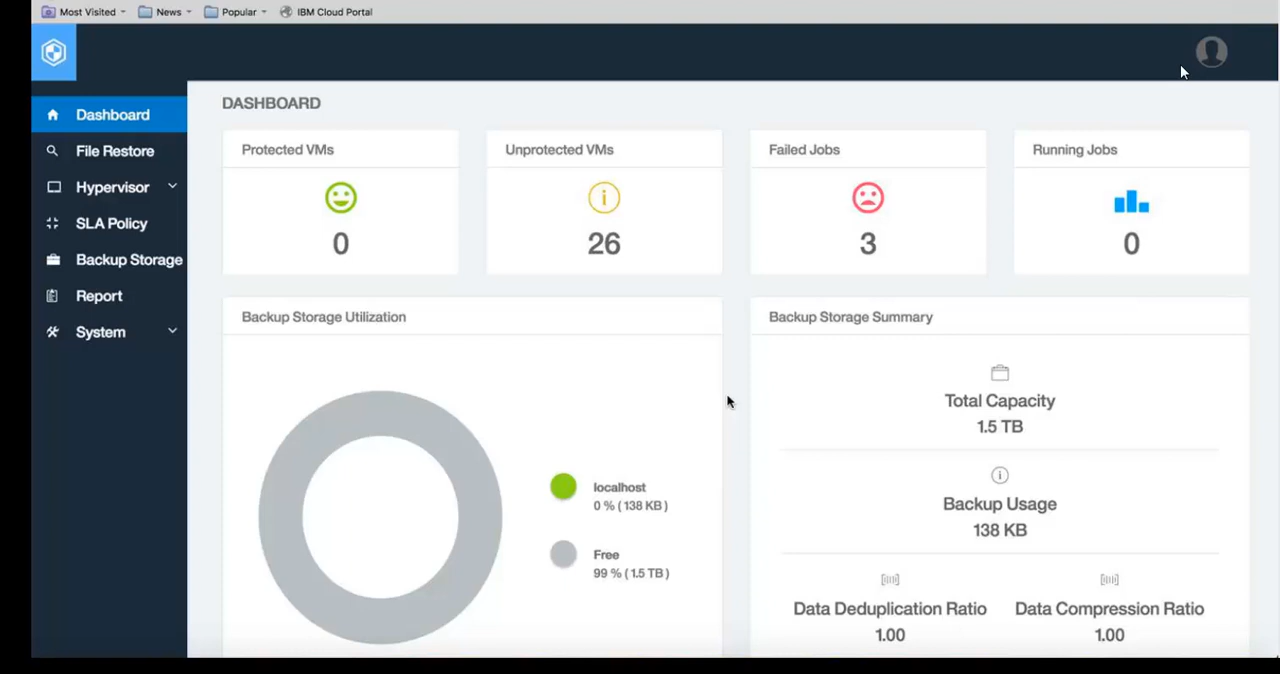 Most Visited News Popular IBM Cloud Portal
Dashboard
File Restore
Hypervisor
SLA Policy
Backup Storage
Report
System
DASHBOARD
Protected VMs
0
Unprotected VMs
26
Failed Jobs
3
Running Jobs
0
Backup Storage Utilization
localhost
0 % ( 138 KB )
Free
99 % ( 1.5 TB )
Backup Storage Summary
Total Capacity
1.5 TB
Backup Usage
138 KB
Data Deduplication Ratio
1.00
Data Compression Ratio
1.00